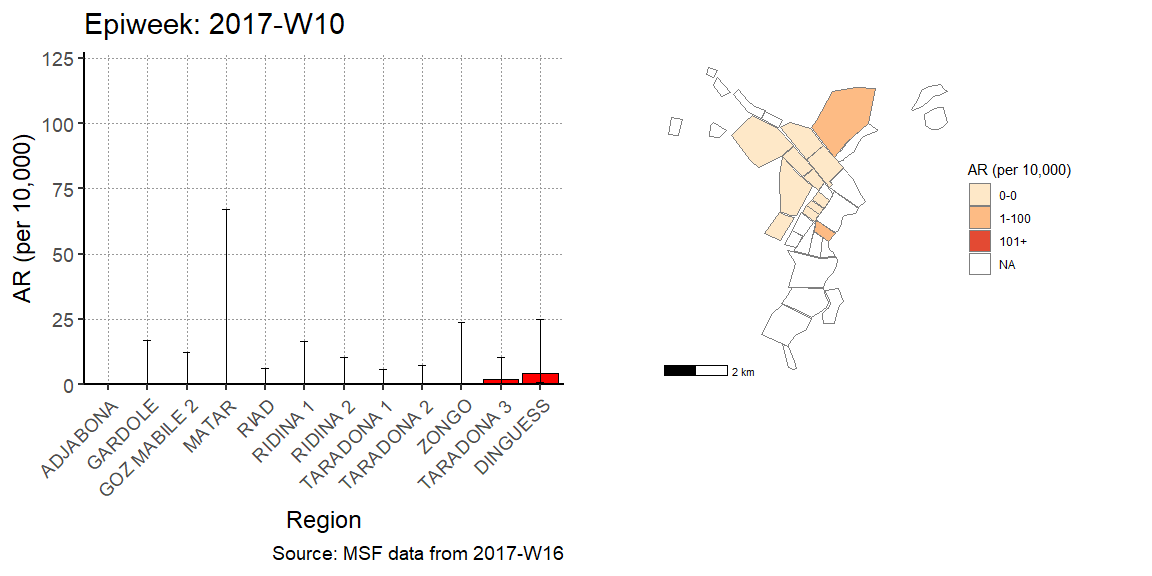 Epiweek: 2017-W10
AR (per 10,000)
125
100
75
50
25
0
ADJABONA
GARDOLE
GOZ MABILE 2
MATAR
RIAD
RIDINA 1
RIDINA 2
TARADONA 1
TARADONA 2
ZONGO
TARADONA 3
DINGUESS
Region
Source: MSF data from 2017-W16
AR (per 10,000)
0-0
1-100
101+
NA
2 km